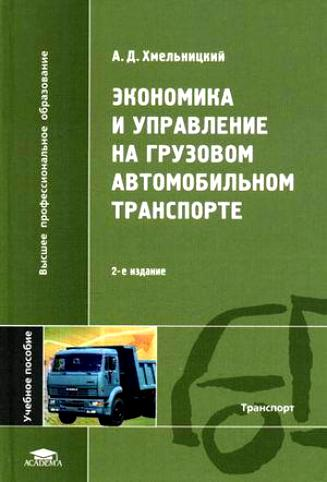 А. Д. Хмельницкий
ЭКОНОМИКА
И УПРАВЛЕНИЕ
НА ГРУЗОВОМ
АВТОМОБИЛЬНОМ
ТРАНСПОРТЕ
2-е издание
Высшее профессиональное образование
Учебное пособие
Транспорт
ACADEMA